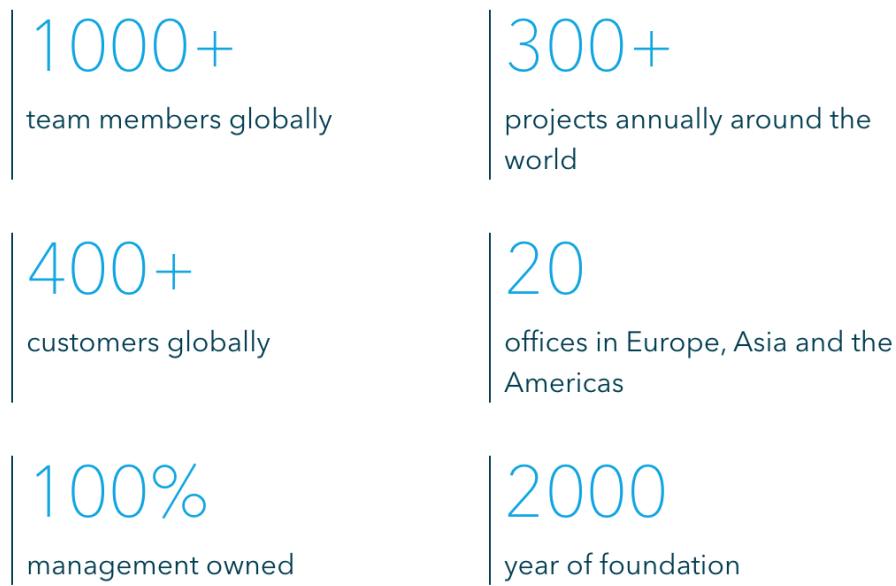 1000+
team members globally
300+
projects annually around the
world
400+
customers globally
20
offices in Europe, Asia and the
Americas
100%
management owned
2000
year of foundation